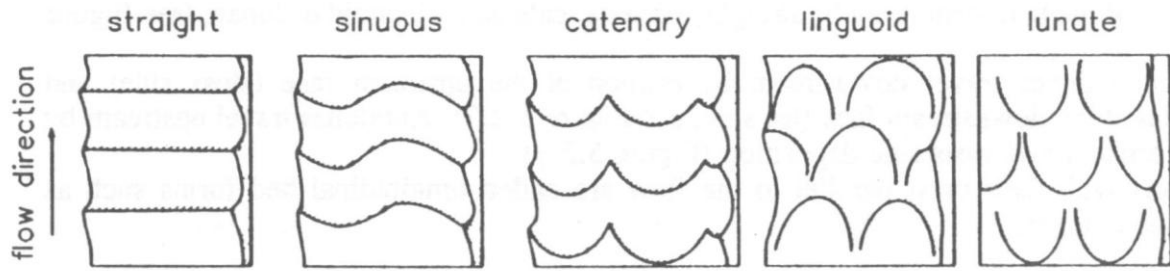 straight sinuous catenary linguoid lunate
flow direction